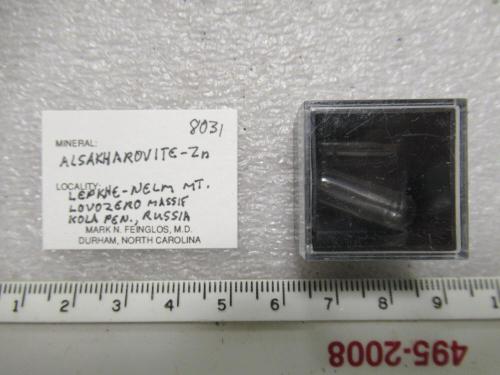 8031
MINERAL:
ALSAKHAROVITE-Zn
LOCALITY:
LEPKHE-NELM MT.
LOVOZERO MASSIF
KOLA PEN., RUSSIA
MARK N. FEINGLOS, M.D.
DURHAM, NORTH CAROLINA
1 2 3 4 5 6 7 8 9 1
495-2008